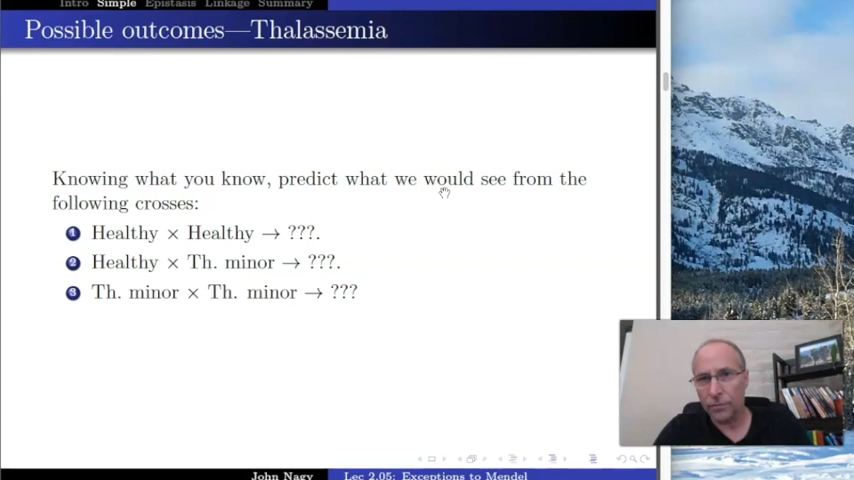 Intro Simple Epistasis Linkage Summary
Possible outcomes—Thalassemia
Knowing what you know, predict what we would see from the
following crosses:
1 Healthy × Healthy → ???.
2 Healthy × Th. minor → ???.
3 Th. minor × Th. minor → ???
John Nagy Lec 2.05: Exceptions to Mendel